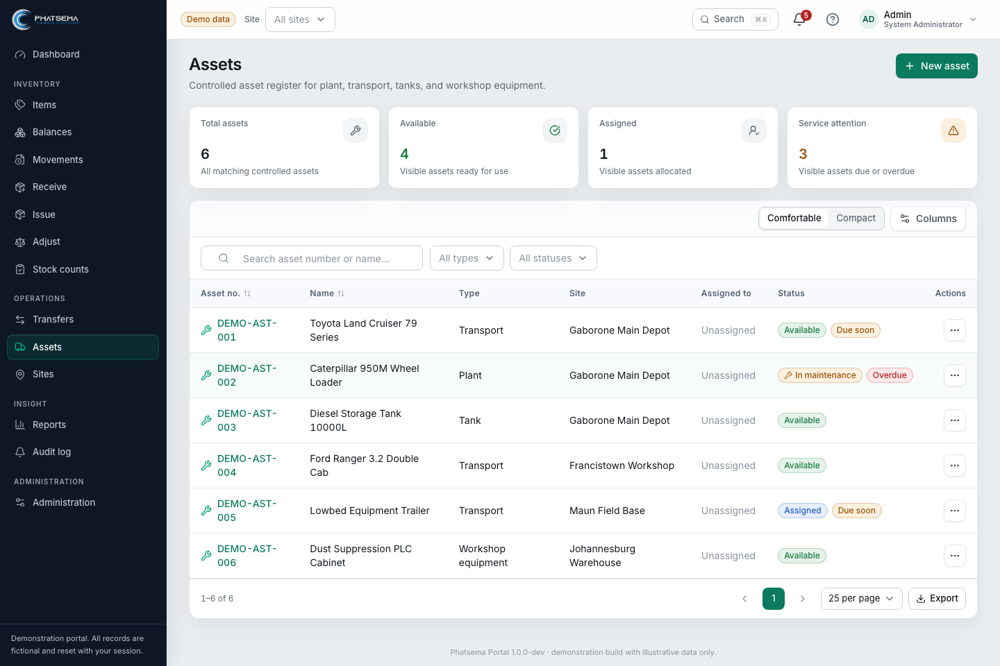 PHATSEMA
Demo data
Site
All sites
Search ⌘K
5
AD
Admin
System Administrator
Dashboard
INVENTORY
Items
Balances
Movements
Receive
Issue
Adjust
Stock counts
OPERATIONS
Transfers
Assets
Sites
INSIGHT
Reports
Audit log
ADMINISTRATION
Administration
Demonstration portal. All records are
fictional and reset with your session.
Assets
Controlled asset register for plant, transport, tanks, and workshop equipment.
New asset
Total assets
6
All matching controlled assets
Available
4
Visible assets ready for use
Assigned
1
Visible assets allocated
Service attention
3
Visible assets due or overdue
Comfortable Compact Columns
Search asset number or name...
All types
All statuses
Asset no. Name Type Site Assigned to Status Actions
DEMO-AST-
001
Toyota Land Cruiser 79
Series
Transport
Gaborone Main Depot
Unassigned
Available Due soon
DEMO-AST-
002
Caterpillar 950M Wheel
Loader
Plant
Gaborone Main Depot
Unassigned
In maintenance Overdue
DEMO-AST-
003
Diesel Storage Tank
10000L
Tank
Gaborone Main Depot
Unassigned
Available
DEMO-AST-
004
Ford Ranger 3.2 Double
Cab
Transport
Francistown Workshop
Unassigned
Available
DEMO-AST-
005
Lowbed Equipment Trailer
Transport
Maun Field Base
Unassigned
Assigned Due soon
DEMO-AST-
006
Dust Suppression PLC
Cabinet
Workshop
equipment
Johannesburg
Warehouse
Unassigned
Available
1–6 of 6
1
25 per page
Export
Phatsema Portal 1.0.0-dev · demonstration build with illustrative data only.